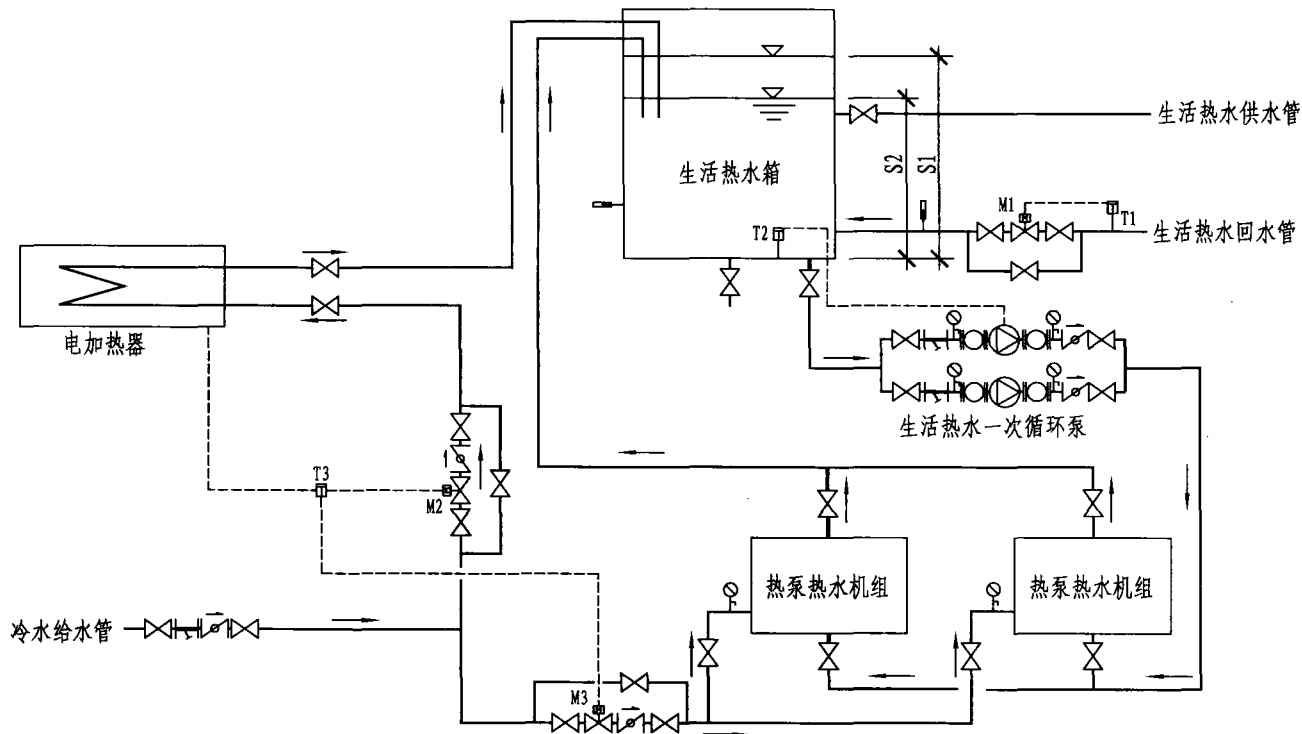 生活热水供水管
S2
S1
生活热水箱
M1
T1
T2
生活热水回水管
电加热器
生活热水一次循环泵
T3
M2
热泵热水机组
热泵热水机组
冷水给水管
M3